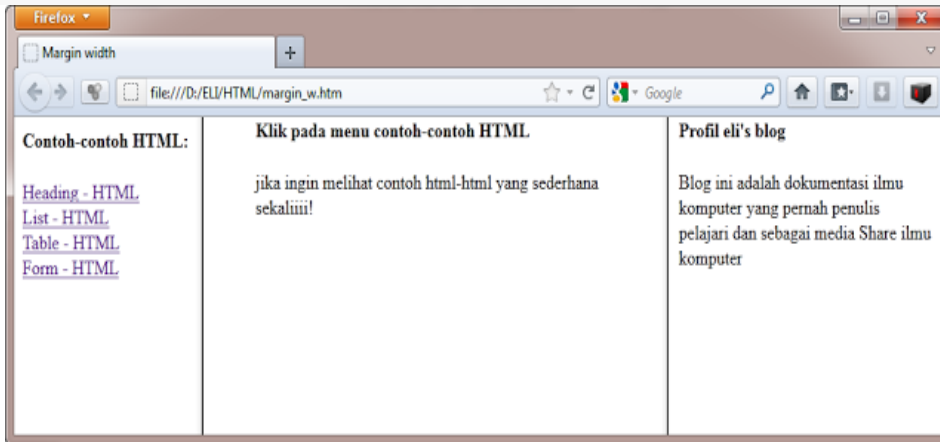 Firefox
Margin width
file:///D:/ELI/HTML/margin_w.htm
Google
Contoh-contoh HTML:
Heading - HTML
List - HTML
Table - HTML
Form - HTML
Klik pada menu contoh-contoh HTML
jika ingin melihat contoh html-html yang sederhana
sekaliiii!
Profil eli's blog
Blog ini adalah dokumentasi ilmu
komputer yang pernah penulis
pelajari dan sebagai media Share ilmu
komputer